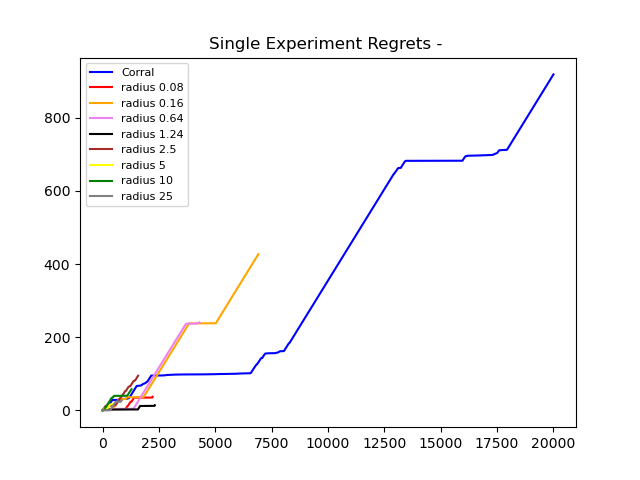 Single Experiment Regrets -
Corral
radius 0.08
radius 0.16
radius 0.64
radius 1.24
radius 2.5
radius 5
radius 10
radius 25
800
600
400
200
0
0 2500 5000 7500 10000 12500 15000 17500 20000